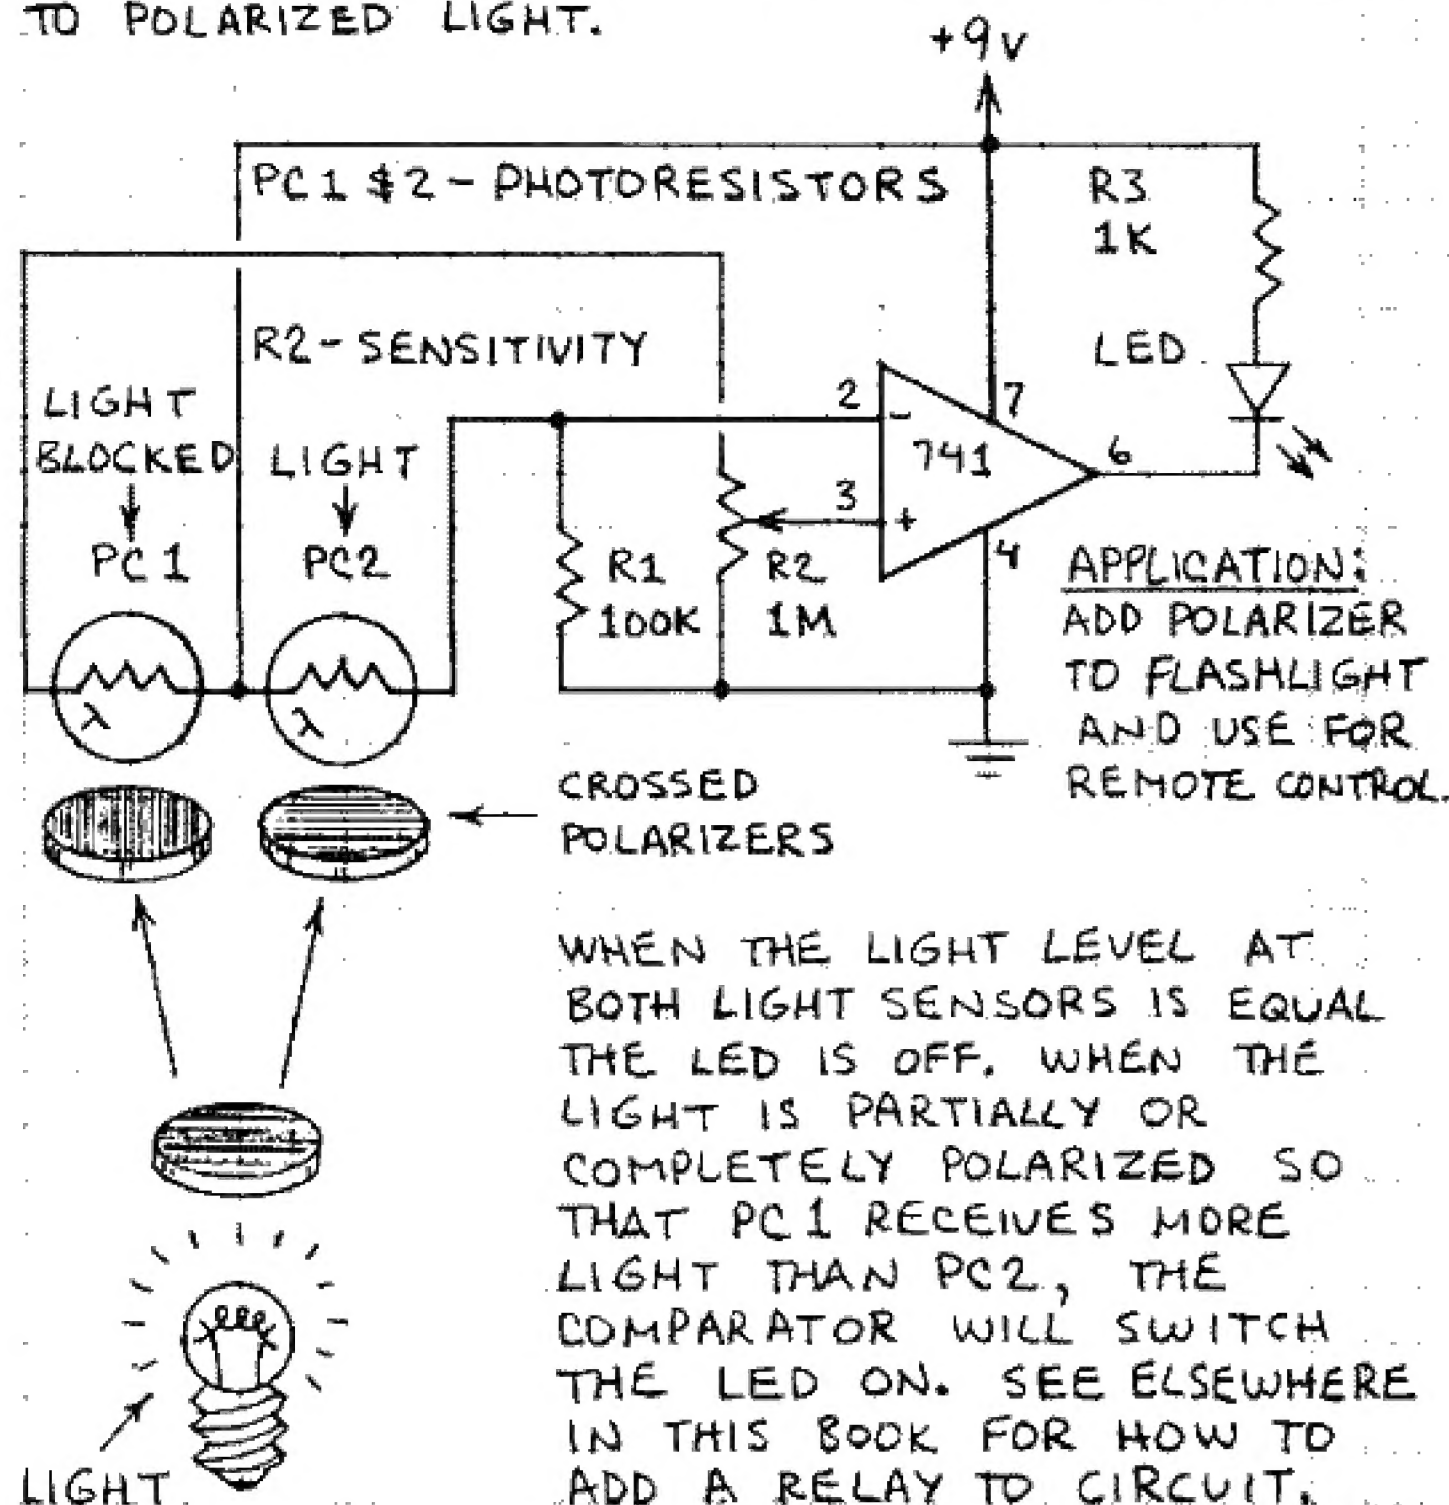 TO POLARIZED LIGHT.
+9V
PC1 $ 2 - PHOTORESISTORS
R3
1K
R2 - SENSITIVITY
LED
LIGHT
BLOCKED
LIGHT
PC1
PC2
2
-
7
741
6
3
+
4
R1
100K
R2
1M
λ
λ
APPLICATION:
ADD POLARIZER
TO FLASHLIGHT
AND USE FOR
REMOTE CONTROL.
CROSSED
POLARIZERS
WHEN THE LIGHT LEVEL AT
BOTH LIGHT SENSORS IS EQUAL
THE LED IS OFF. WHEN THE
LIGHT IS PARTIALLY OR
COMPLETELY POLARIZED SO
THAT PC1 RECEIVES MORE
LIGHT THAN PC2, THE
COMPARATOR WILL SWITCH
THE LED ON. SEE ELSEWHERE
IN THIS BOOK FOR HOW TO
ADD A RELAY TO CIRCUIT.
LIGHT